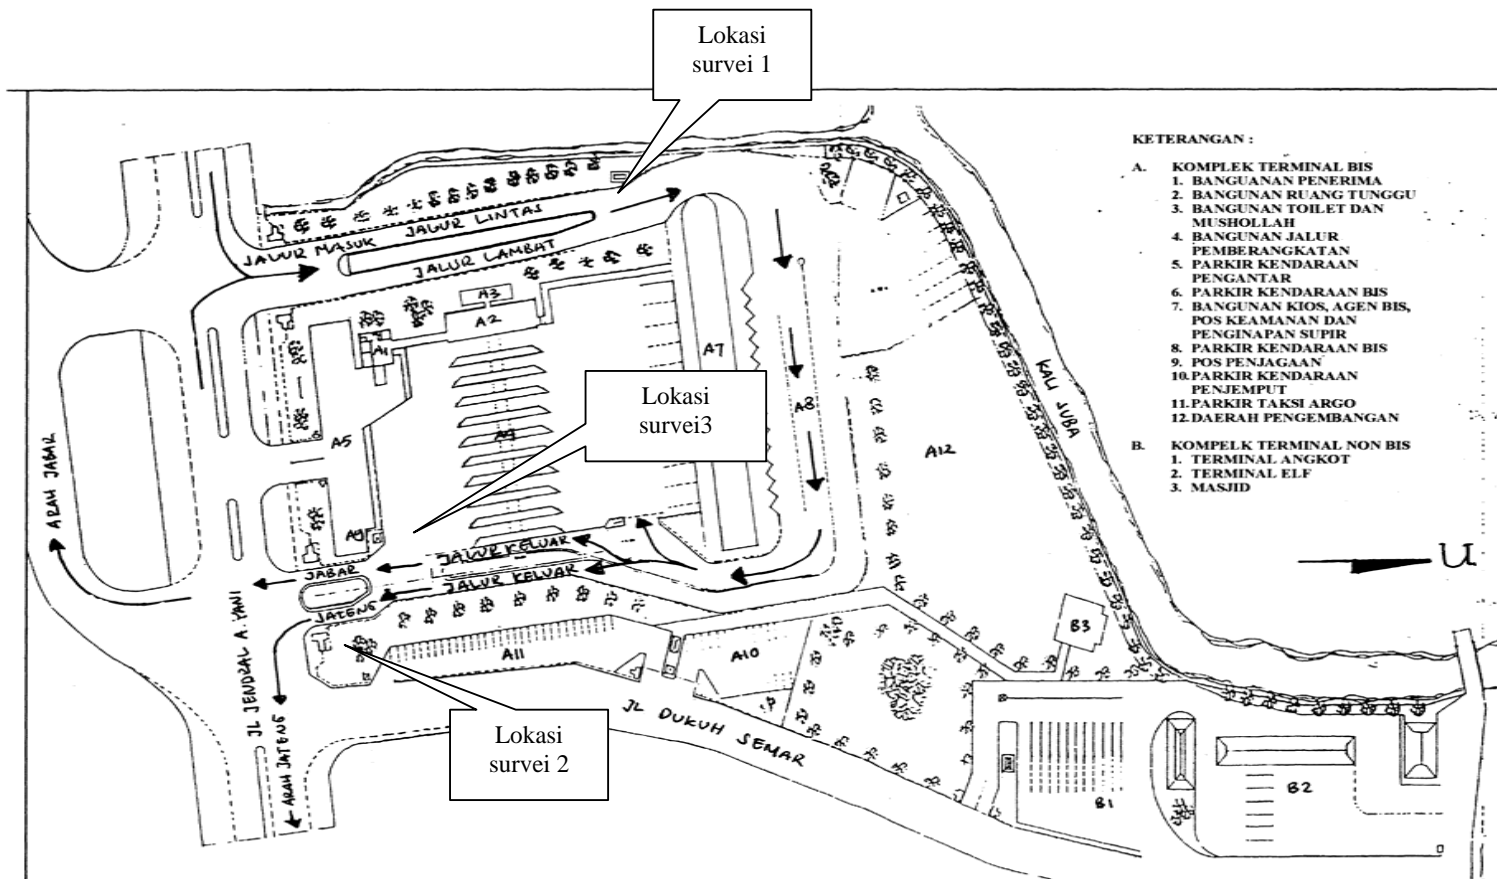 Lokasi
survei 1
KETERANGAN :
A. KOMPLEK TERMINAL BIS
1. BANGUANAN PENERIMA
2. BANGUNAN RUANG TUNGGU
3. BANGUNAN TOILET DAN
MUSHOLLAH
4. BANGUNAN JALUR
PEMBERANGKATAN
5. PARKIR KENDARAAN
PENGANTAR
6. PARKIR KENDARAAN BIS
7. BANGUNAN KIOS, AGEN BIS,
POS KEAMANAN DAN
PENGINAPAN SUPIR
8. PARKIR KENDARAAN BIS
9. POS PENJAGAAN
10.PARKIR KENDARAAN
PENJEMPUT
11.PARKIR TAKSI ARGO
12.DAERAH PENGEMBANGAN
B. KOMPELK TERMINAL NON BIS
1. TERMINAL ANGKOT
2. TERMINAL ELF
3. MASJID
JALUR MASUK
JALUR LINTAS
JALUR LAMBAT
A3
A2
A1
A7
Lokasi
survei3
A8
KALI SUBA
A5
A12
ARAH JABAR
A9
JALUR KELUAR
JABAR
JALUR KELUAR
JATENG
U
JL JENDRAL A. YANI
A11
A10
B3
JL DUKUH SEMAR
ARAH JATENG
Lokasi
survei 2
B1
B2